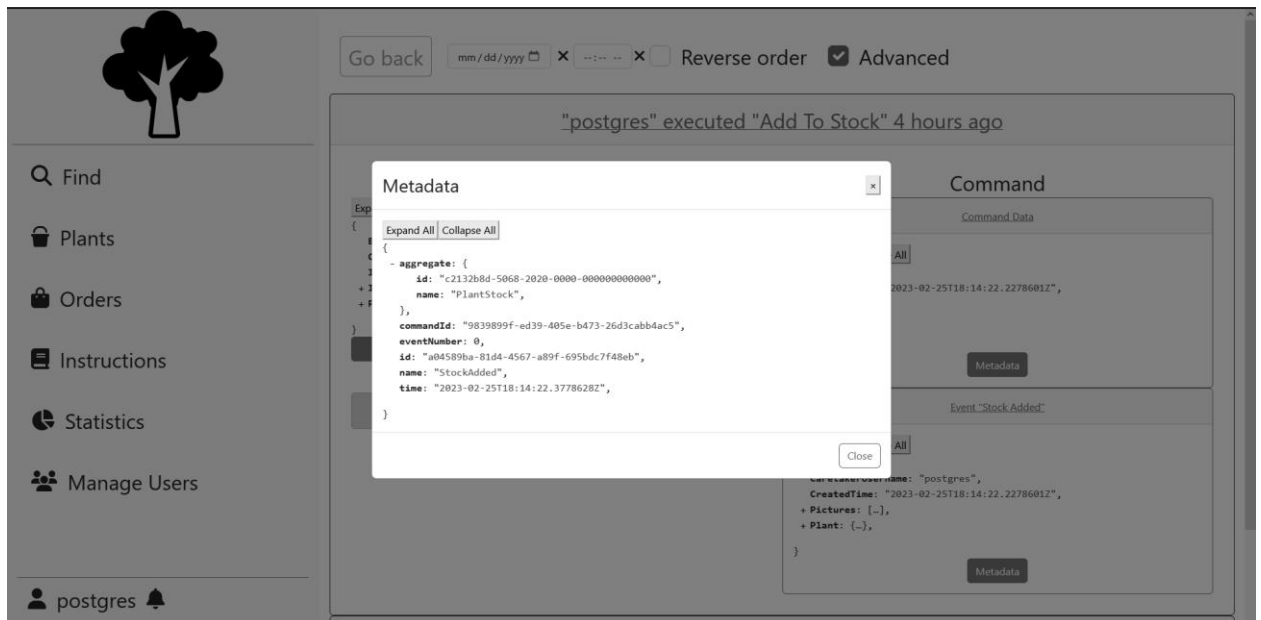 Go back mm/dd/yyyy × --:-- -- × Reverse order Advanced
"postgres" executed "Add To Stock" 4 hours ago
Find
Plants
Orders
Instructions
Statistics
Manage Users
postgres
Metadata
×
Expand All Collapse All
{
- aggregate: {
id: "c2132b8d-5068-2020-0000-000000000000",
name: "PlantStock",
},
commandId: "9839899f-ed39-405e-b473-26d3cabb4ac5",
eventNumber: 0,
id: "a04589ba-81d4-4567-a89f-695bdc7f48eb",
name: "StockAdded",
time: "2023-02-25T18:14:22.3778628Z",
}
Close
{
}
Command
Command Data
All
2023-02-25T18:14:22.2278601Z",
Metadata
Event "Stock Added"
All
CaretakerUsername: "postgres",
CreatedTime: "2023-02-25T18:14:22.2278601Z",
+ Pictures: […],
+ Plant: {…},
}
Metadata